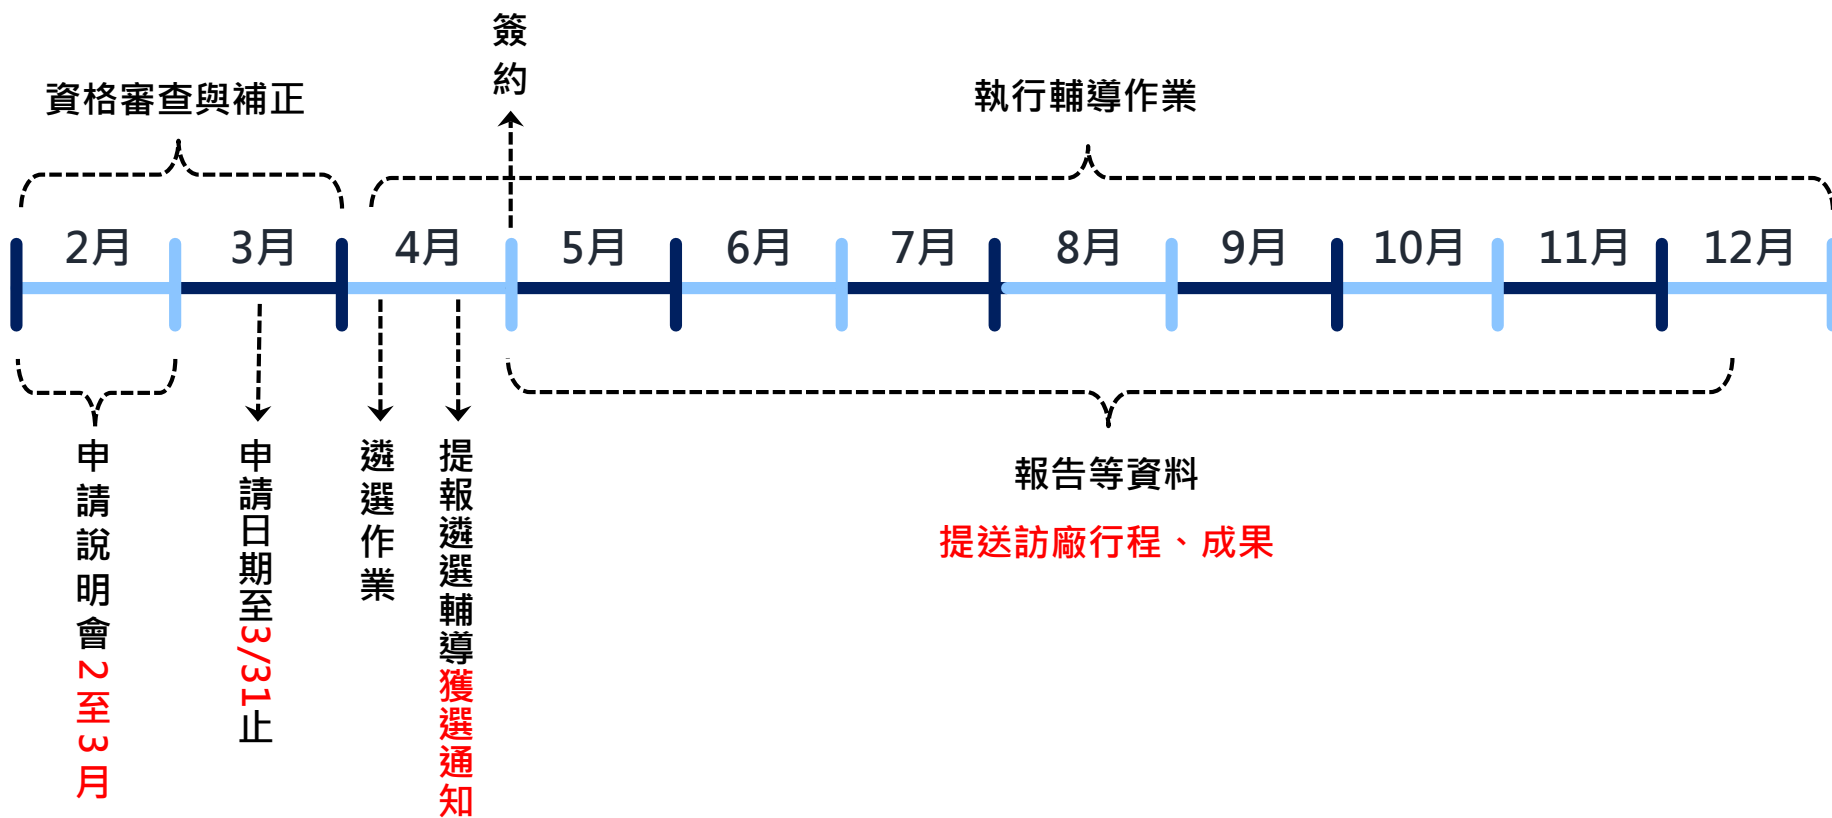 簽約
資格審查與補正
執行輔導作業
2月
3月
4月
5月
6月
7月
8月
9月
10月
11月
12月
申請說明會2至3月
申請日期至3/31止
遴選作業
提報遴選輔導獲選通知
報告等資料
提送訪廠行程、成果